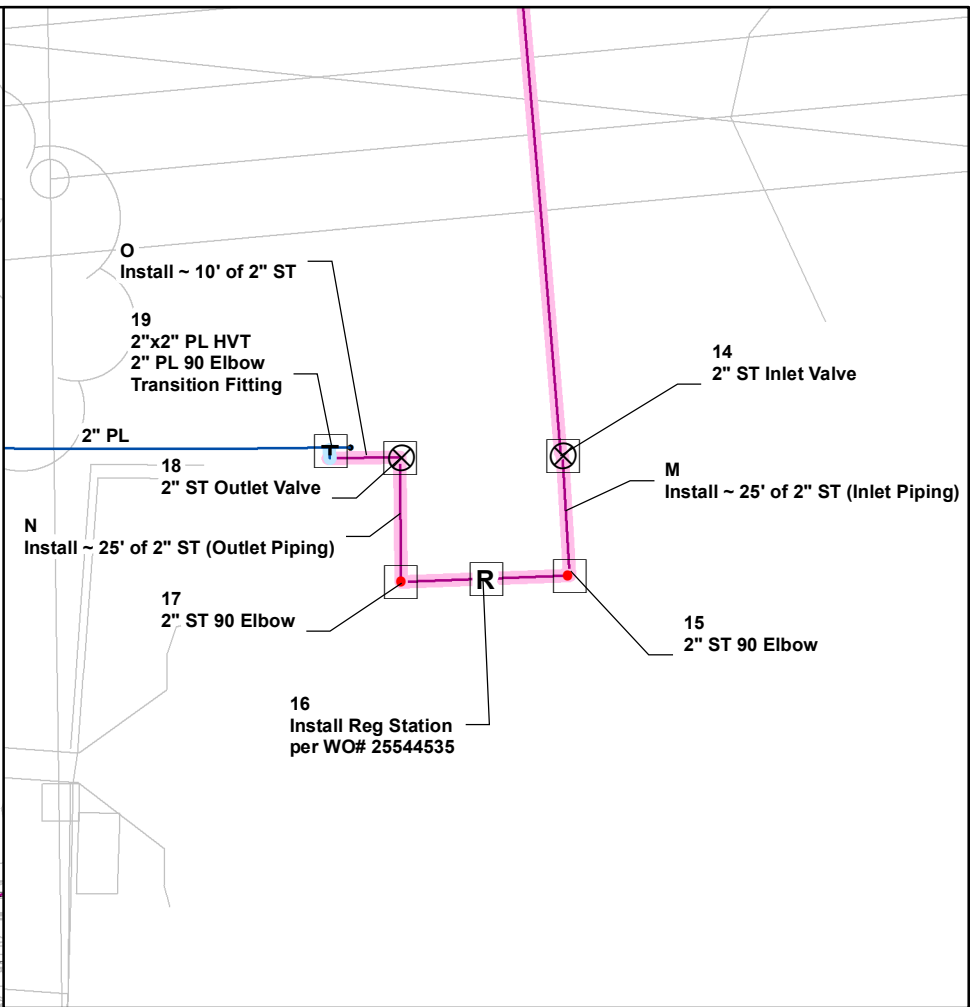 O
Install ~ 10' of 2" ST
19
2"x2" PL HVT
2" PL 90 Elbow
Transition Fitting
14
2" ST Inlet Valve
T
2" PL
18
2" ST Outlet Valve
M
Install ~ 25' of 2" ST (Inlet Piping)
N
Install ~ 25' of 2" ST (Outlet Piping)
R
17
2" ST 90 Elbow
15
2" ST 90 Elbow
16
Install Reg Station
per WO# 25544535